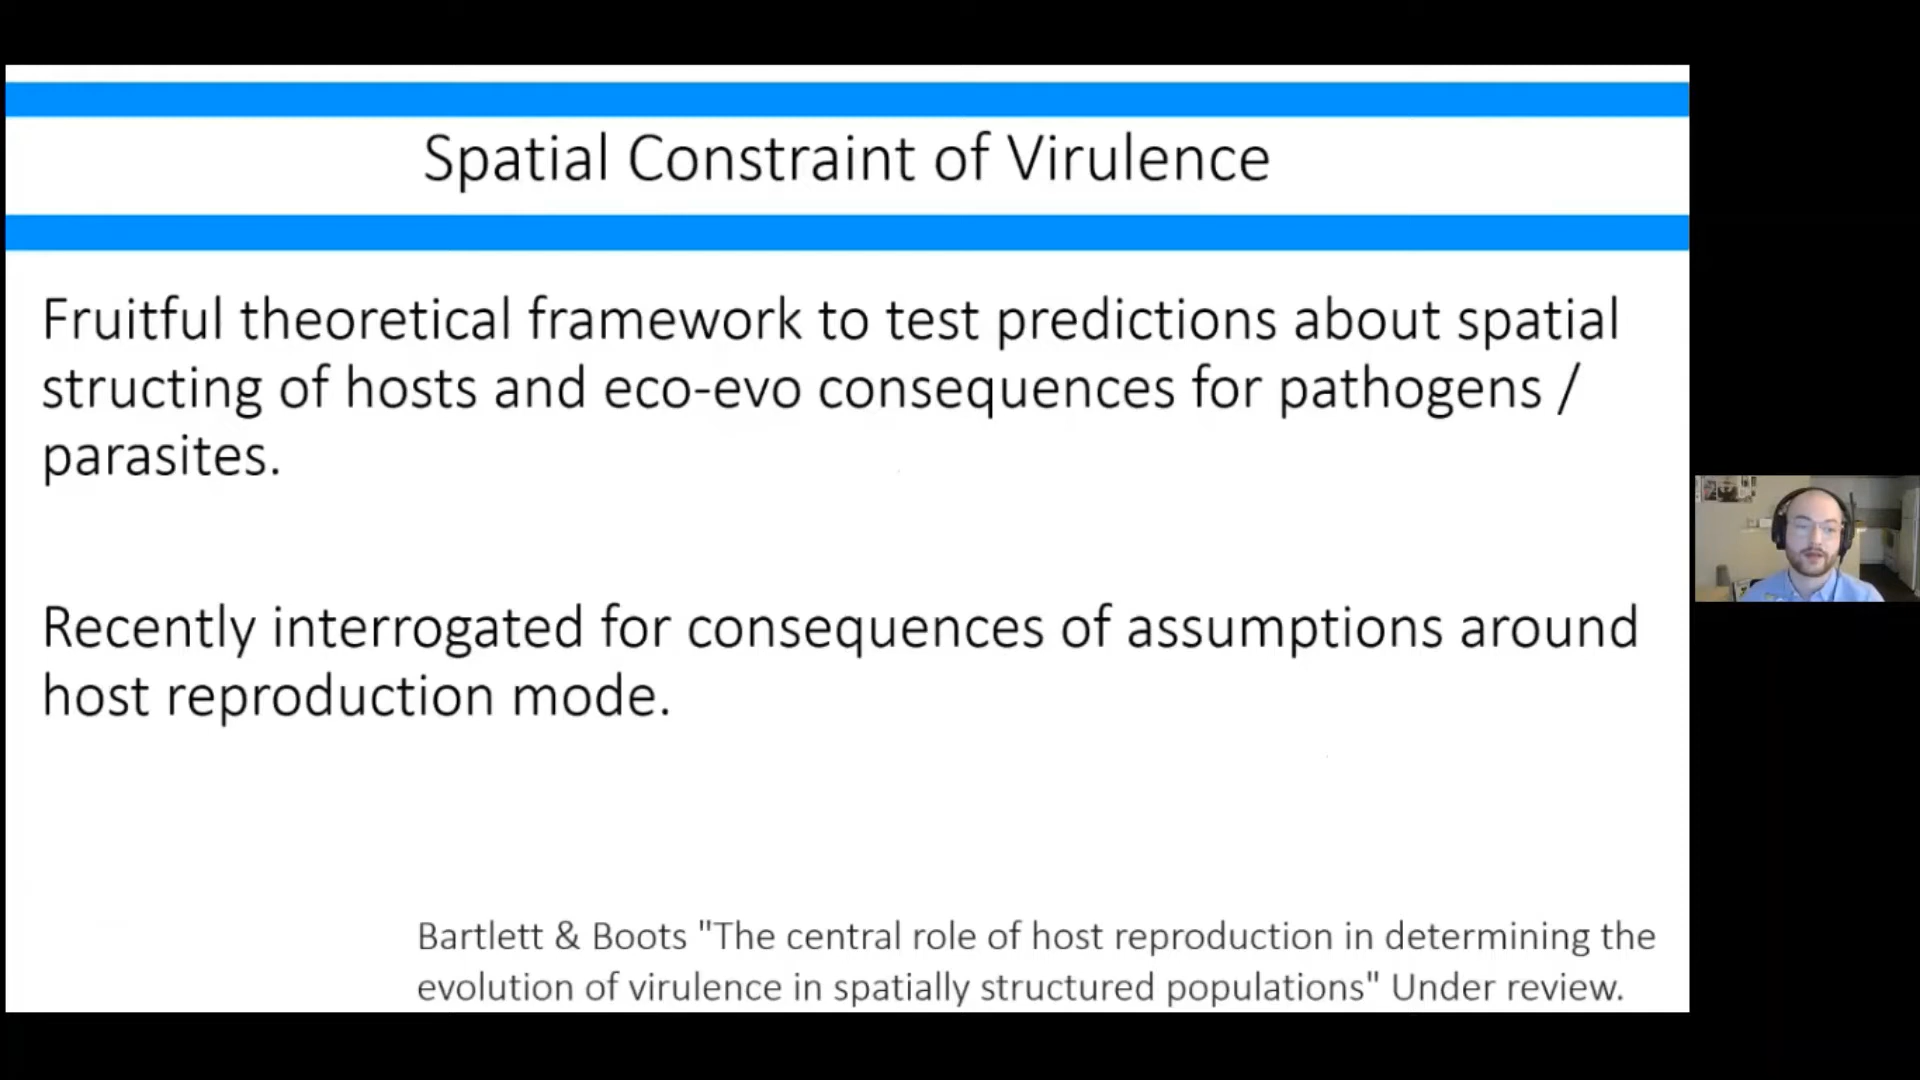 Spatial Constraint of Virulence
Fruitful theoretical framework to test predictions about spatial
structing of hosts and eco-evo consequences for pathogens /
parasites.
Recently interrogated for consequences of assumptions around
host reproduction mode.
Bartlett & Boots "The central role of host reproduction in determining the
evolution of virulence in spatially structured populations" Under review.